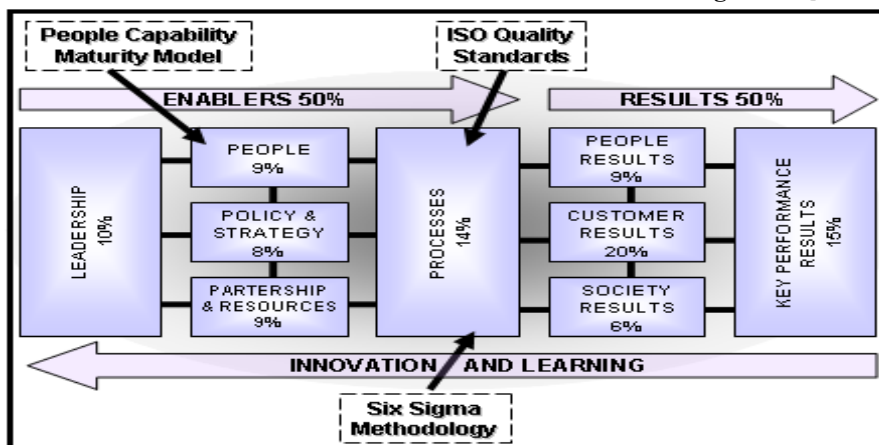 People Capability
Maturity Model
ISO Quality
Standards
ENABLERS 50%
RESULTS 50%
LEADERSHIP
10%
PEOPLE
9%
POLICY &
STRATEGY
8%
PARTERSHIP
& RESOURCES
9%
PROCESSES
14%
PEOPLE
RESULTS
9%
CUSTOMER
RESULTS
20%
SOCIETY
RESULTS
6%
KEY PERFORMANCE
RESULTS
15%
INNOVATION AND LEARNING
Six Sigma
Methodology